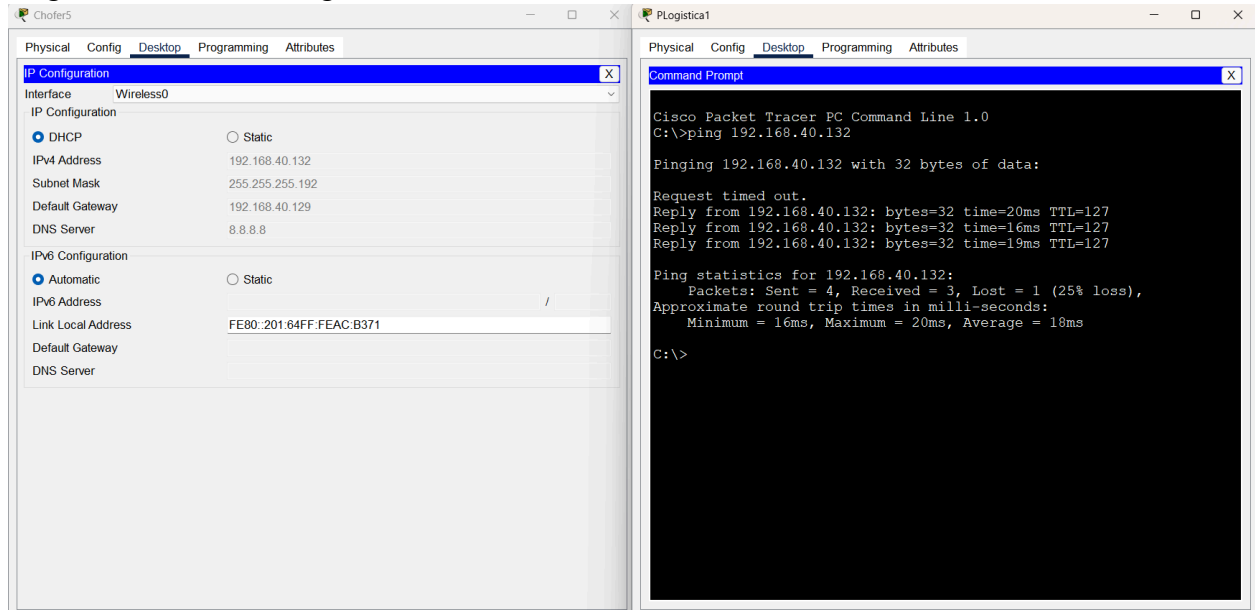 Chofer5
Physical Config Desktop Programming Attributes
IP Configuration X
Interface Wireless0
IP Configuration
DHCP Static
IPv4 Address 192.168.40.132
Subnet Mask 255.255.255.192
Default Gateway 192.168.40.129
DNS Server 8.8.8.8
IPv6 Configuration
Automatic Static
IPv6 Address /
Link Local Address FE80::201:64FF:FEAC:B371
Default Gateway
DNS Server
PLogistica1
Physical Config Desktop Programming Attributes
Command Prompt X
Cisco Packet Tracer PC Command Line 1.0
C:\>ping 192.168.40.132
Pinging 192.168.40.132 with 32 bytes of data:
Request timed out.
Reply from 192.168.40.132: bytes=32 time=20ms TTL=127
Reply from 192.168.40.132: bytes=32 time=16ms TTL=127
Reply from 192.168.40.132: bytes=32 time=19ms TTL=127
Ping statistics for 192.168.40.132:
Packets: Sent = 4, Received = 3, Lost = 1 (25% loss),
Approximate round trip times in milli-seconds:
Minimum = 16ms, Maximum = 20ms, Average = 18ms
C:\>